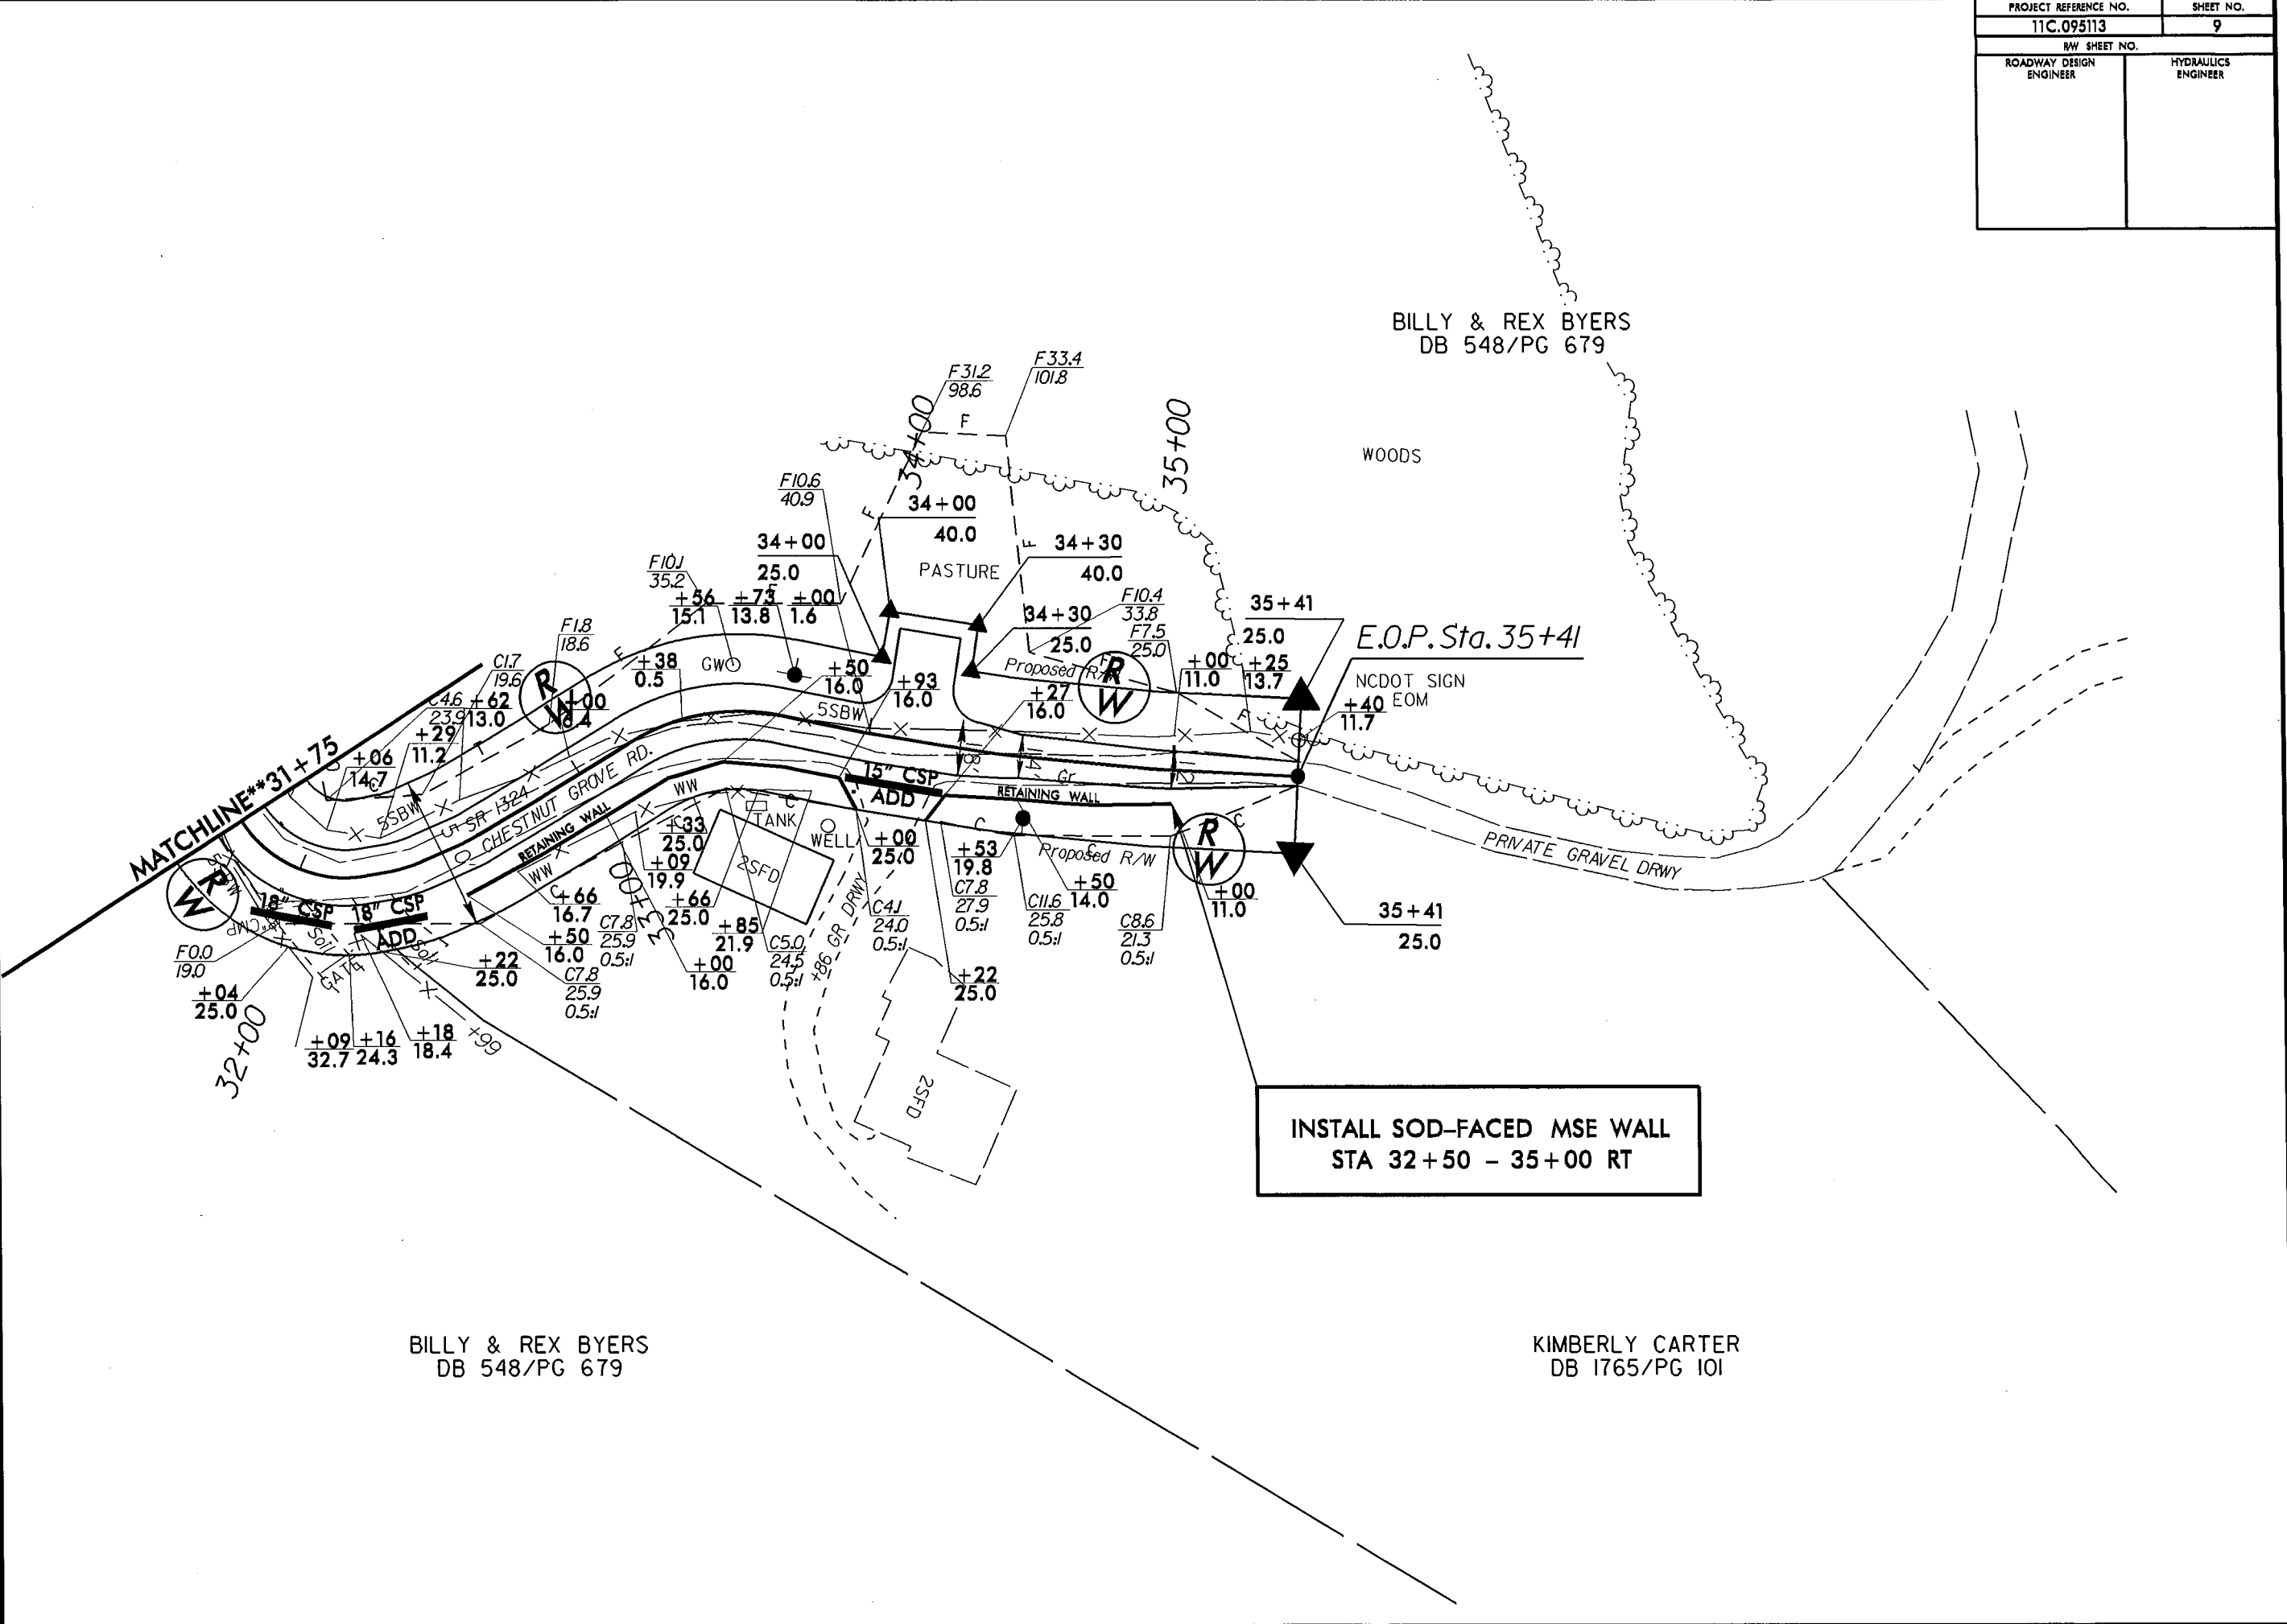 PROJECT REFERENCE NO.
SHEET NO.
11C.095113
9
R/W SHEET NO.
ROADWAY DESIGN
ENGINEER
HYDRAULICS
ENGINEER
BILLY & REX BYERS
DB 548/PG 679
WOODS
F33.4
101.8
F31.2
98.6
F
34+00
35+00
F10.6
40.9
F
34+00
40.0
34+00
25.0
PASTURE
F
34+30
40.0
F10.1
35.2
+56
15.1
+73
13.8
F
+00
1.6
34+30
25.0
F10.4
33.8
F7.5
25.0
35+41
25.0
E.O.P. Sta. 35+41
F1.8
18.6
F
+38
0.5
GW
+50
16.0
+93
16.0
Proposed R/W
R
W
+27
16.0
+00
11.0
+25
13.7
NCDOT SIGN
EOM
+40
11.7
F
C1.7
19.6
R
W
+00
C4.6
23.9
+62
13.0
+29
11.2
+06
14.7
C
5SBW
5SBW
MATCHLINE**31+75
SR 1324
CHESTNUT GROVE RD.
RETAINING WALL
WW
WW
C
15" CSP
ADD
Gr
RETAINING WALL
TANK
WELL
2SFD
+33
25.0
+09
19.9
+66
25.0
+85
21.9
+00
25.0
C
+53
19.8
Proposed R/W
C
R
W
C
+50
14.0
+00
11.0
PRIVATE GRAVEL DRWY
R
W
18" CSP
18" CSP
ADD
CMP
Soil
Soil
GATE
F0.0
19.0
+04
25.0
32+00
+09
32.7
+16
24.3
+18
18.4
+99
+22
25.0
C
+66
16.7
+50
16.0
C7.8
25.9
0.5:1
C7.8
25.9
0.5:1
33+00
+00
16.0
C5.0
24.5
0.5:1
+86 GR DRWY
C4.1
24.0
0.5:1
C7.8
27.9
0.5:1
C11.6
25.8
0.5:1
C8.6
21.3
0.5:1
+22
25.0
35+41
25.0
2SFD
INSTALL SOD-FACED MSE WALL
STA 32+50 - 35+00 RT
BILLY & REX BYERS
DB 548/PG 679
KIMBERLY CARTER
DB 1765/PG 101